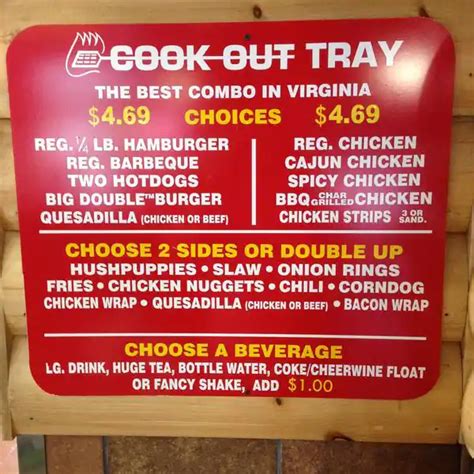 COOK OUT TRAY
THE BEST COMBO IN VIRGINIA
$4.69 CHOICES $4.69
REG. ¼ LB. HAMBURGER
REG. BARBEQUE
TWO HOTDOGS
BIG DOUBLE™BURGER
QUESADILLA (CHICKEN OR BEEF)
REG. CHICKEN
CAJUN CHICKEN
SPICY CHICKEN
BBQ CHAR GRILLED CHICKEN
CHICKEN STRIPS 3 OR SAND.
CHOOSE 2 SIDES OR DOUBLE UP
HUSHPUPPIES • SLAW • ONION RINGS
FRIES • CHICKEN NUGGETS • CHILI • CORNDOG
CHICKEN WRAP • QUESADILLA (CHICKEN OR BEEF) • BACON WRAP
CHOOSE A BEVERAGE
LG. DRINK, HUGE TEA, BOTTLE WATER, COKE/CHEERWINE FLOAT
OR FANCY SHAKE, ADD $1.00